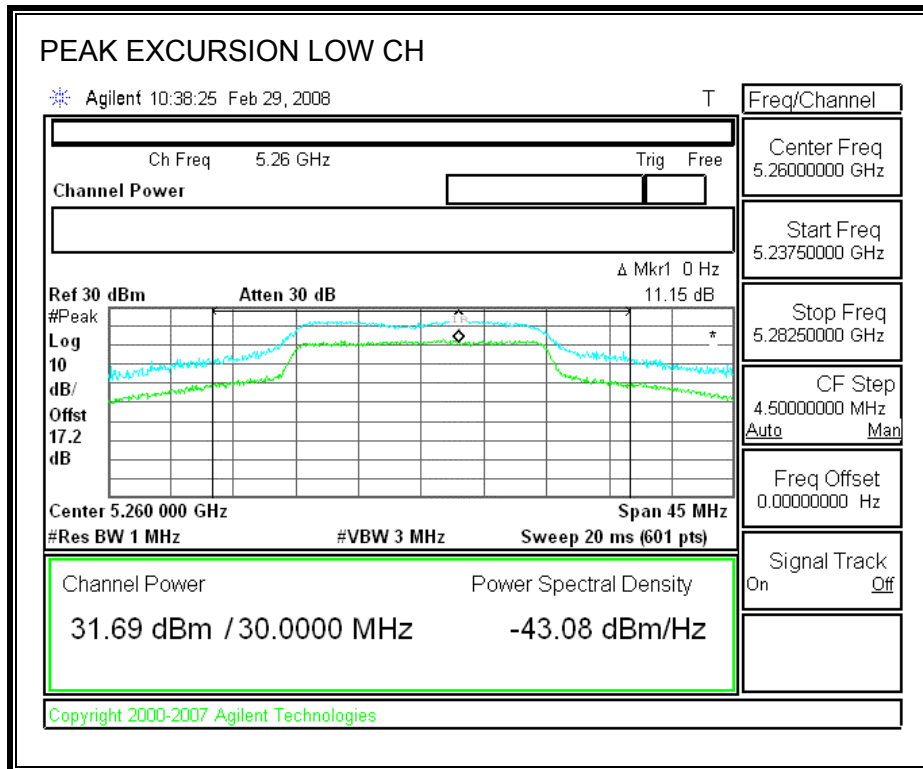 PEAK EXCURSION LOW CH
Agilent 10:38:25 Feb 29, 2008 T
Freq/Channel
Ch Freq 5.26 GHz Trig Free
Channel Power
Center Freq
5.26000000 GHz
Start Freq
5.23750000 GHz
Δ Mkr1 0 Hz
Ref 30 dBm Atten 30 dB 11.15 dB
#Peak
Log
10
dB/
Offst
17.2
dB
1R
*
Stop Freq
5.28250000 GHz
CF Step
4.50000000 MHz
Auto Man
Freq Offset
0.00000000 Hz
Center 5.260 000 GHz Span 45 MHz
#Res BW 1 MHz #VBW 3 MHz Sweep 20 ms (601 pts)
Signal Track
On Off
Channel Power Power Spectral Density
31.69 dBm / 30.0000 MHz -43.08 dBm/Hz
Copyright 2000-2007 Agilent Technologies